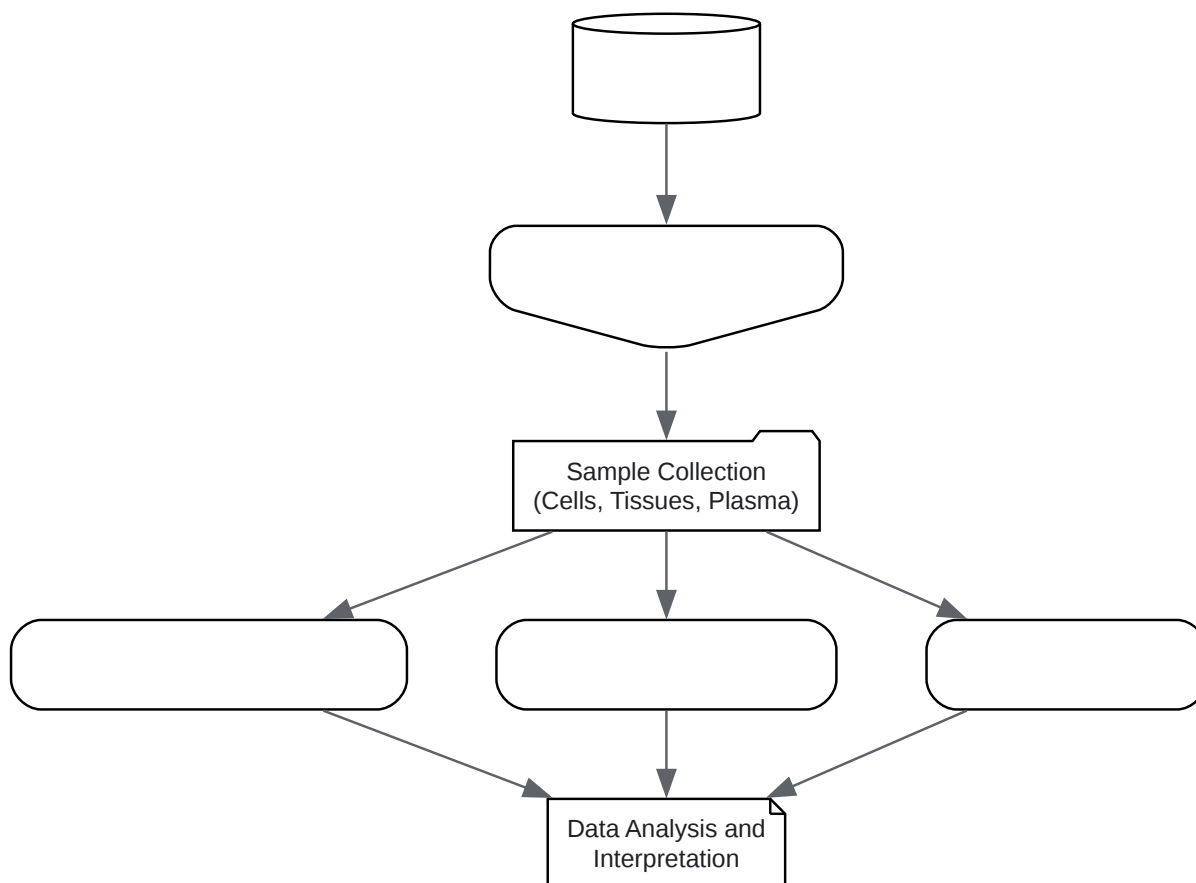 Sample Collection
(Cells, Tissues, Plasma)
Data Analysis and
Interpretation